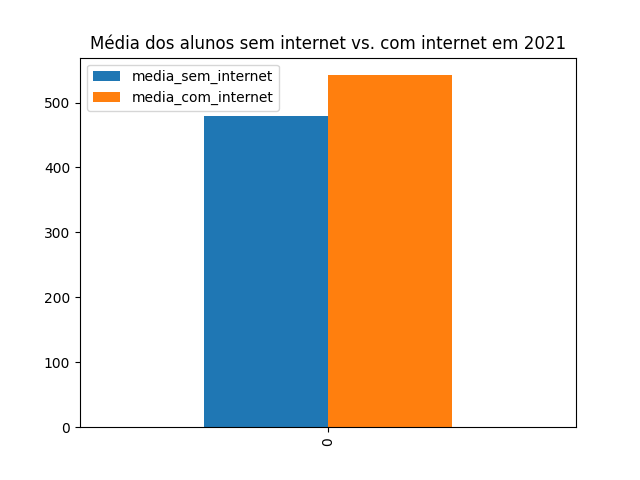 Média dos alunos sem internet vs. com internet em 2021
media_sem_internet
media_com_internet
500
400
300
200
100
0
0